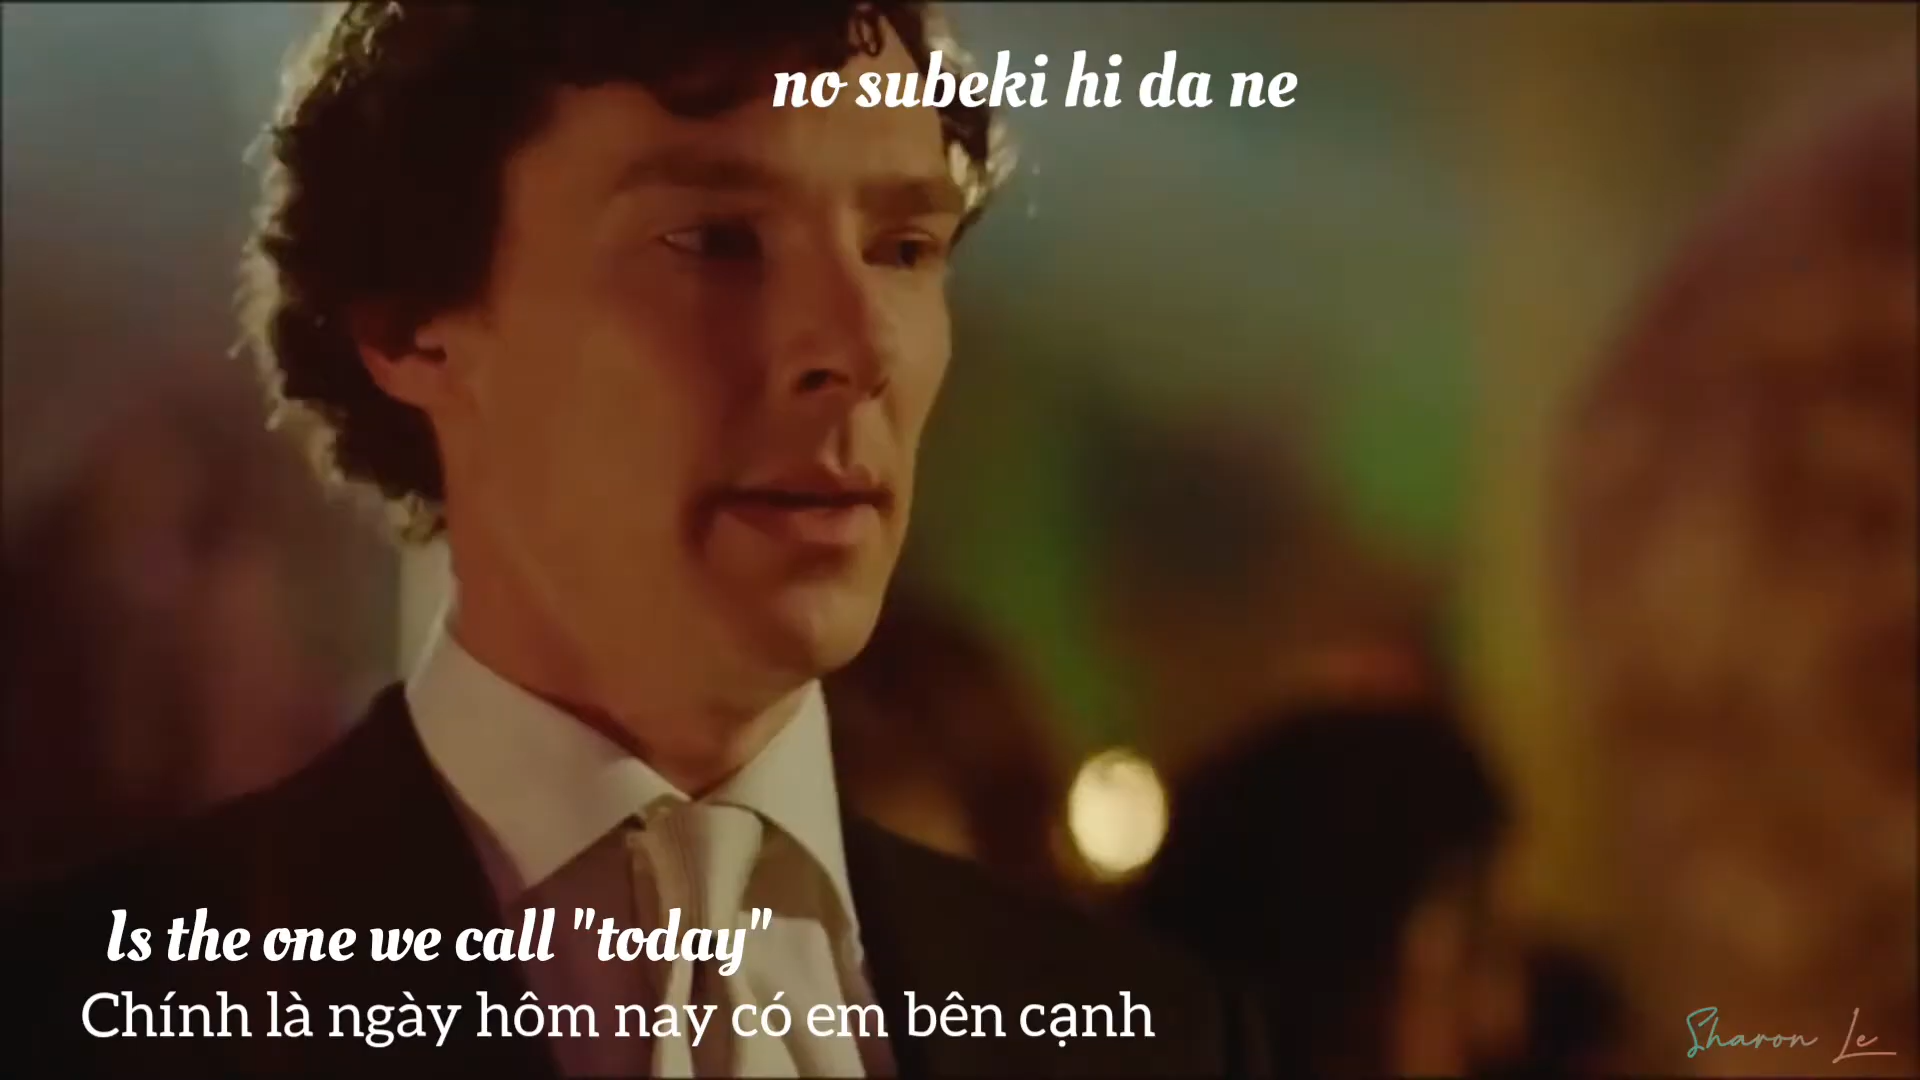 no subeki hi da ne
Is the one we call "today"
Chính là ngày hôm nay có em bên cạnh
Sharon Le